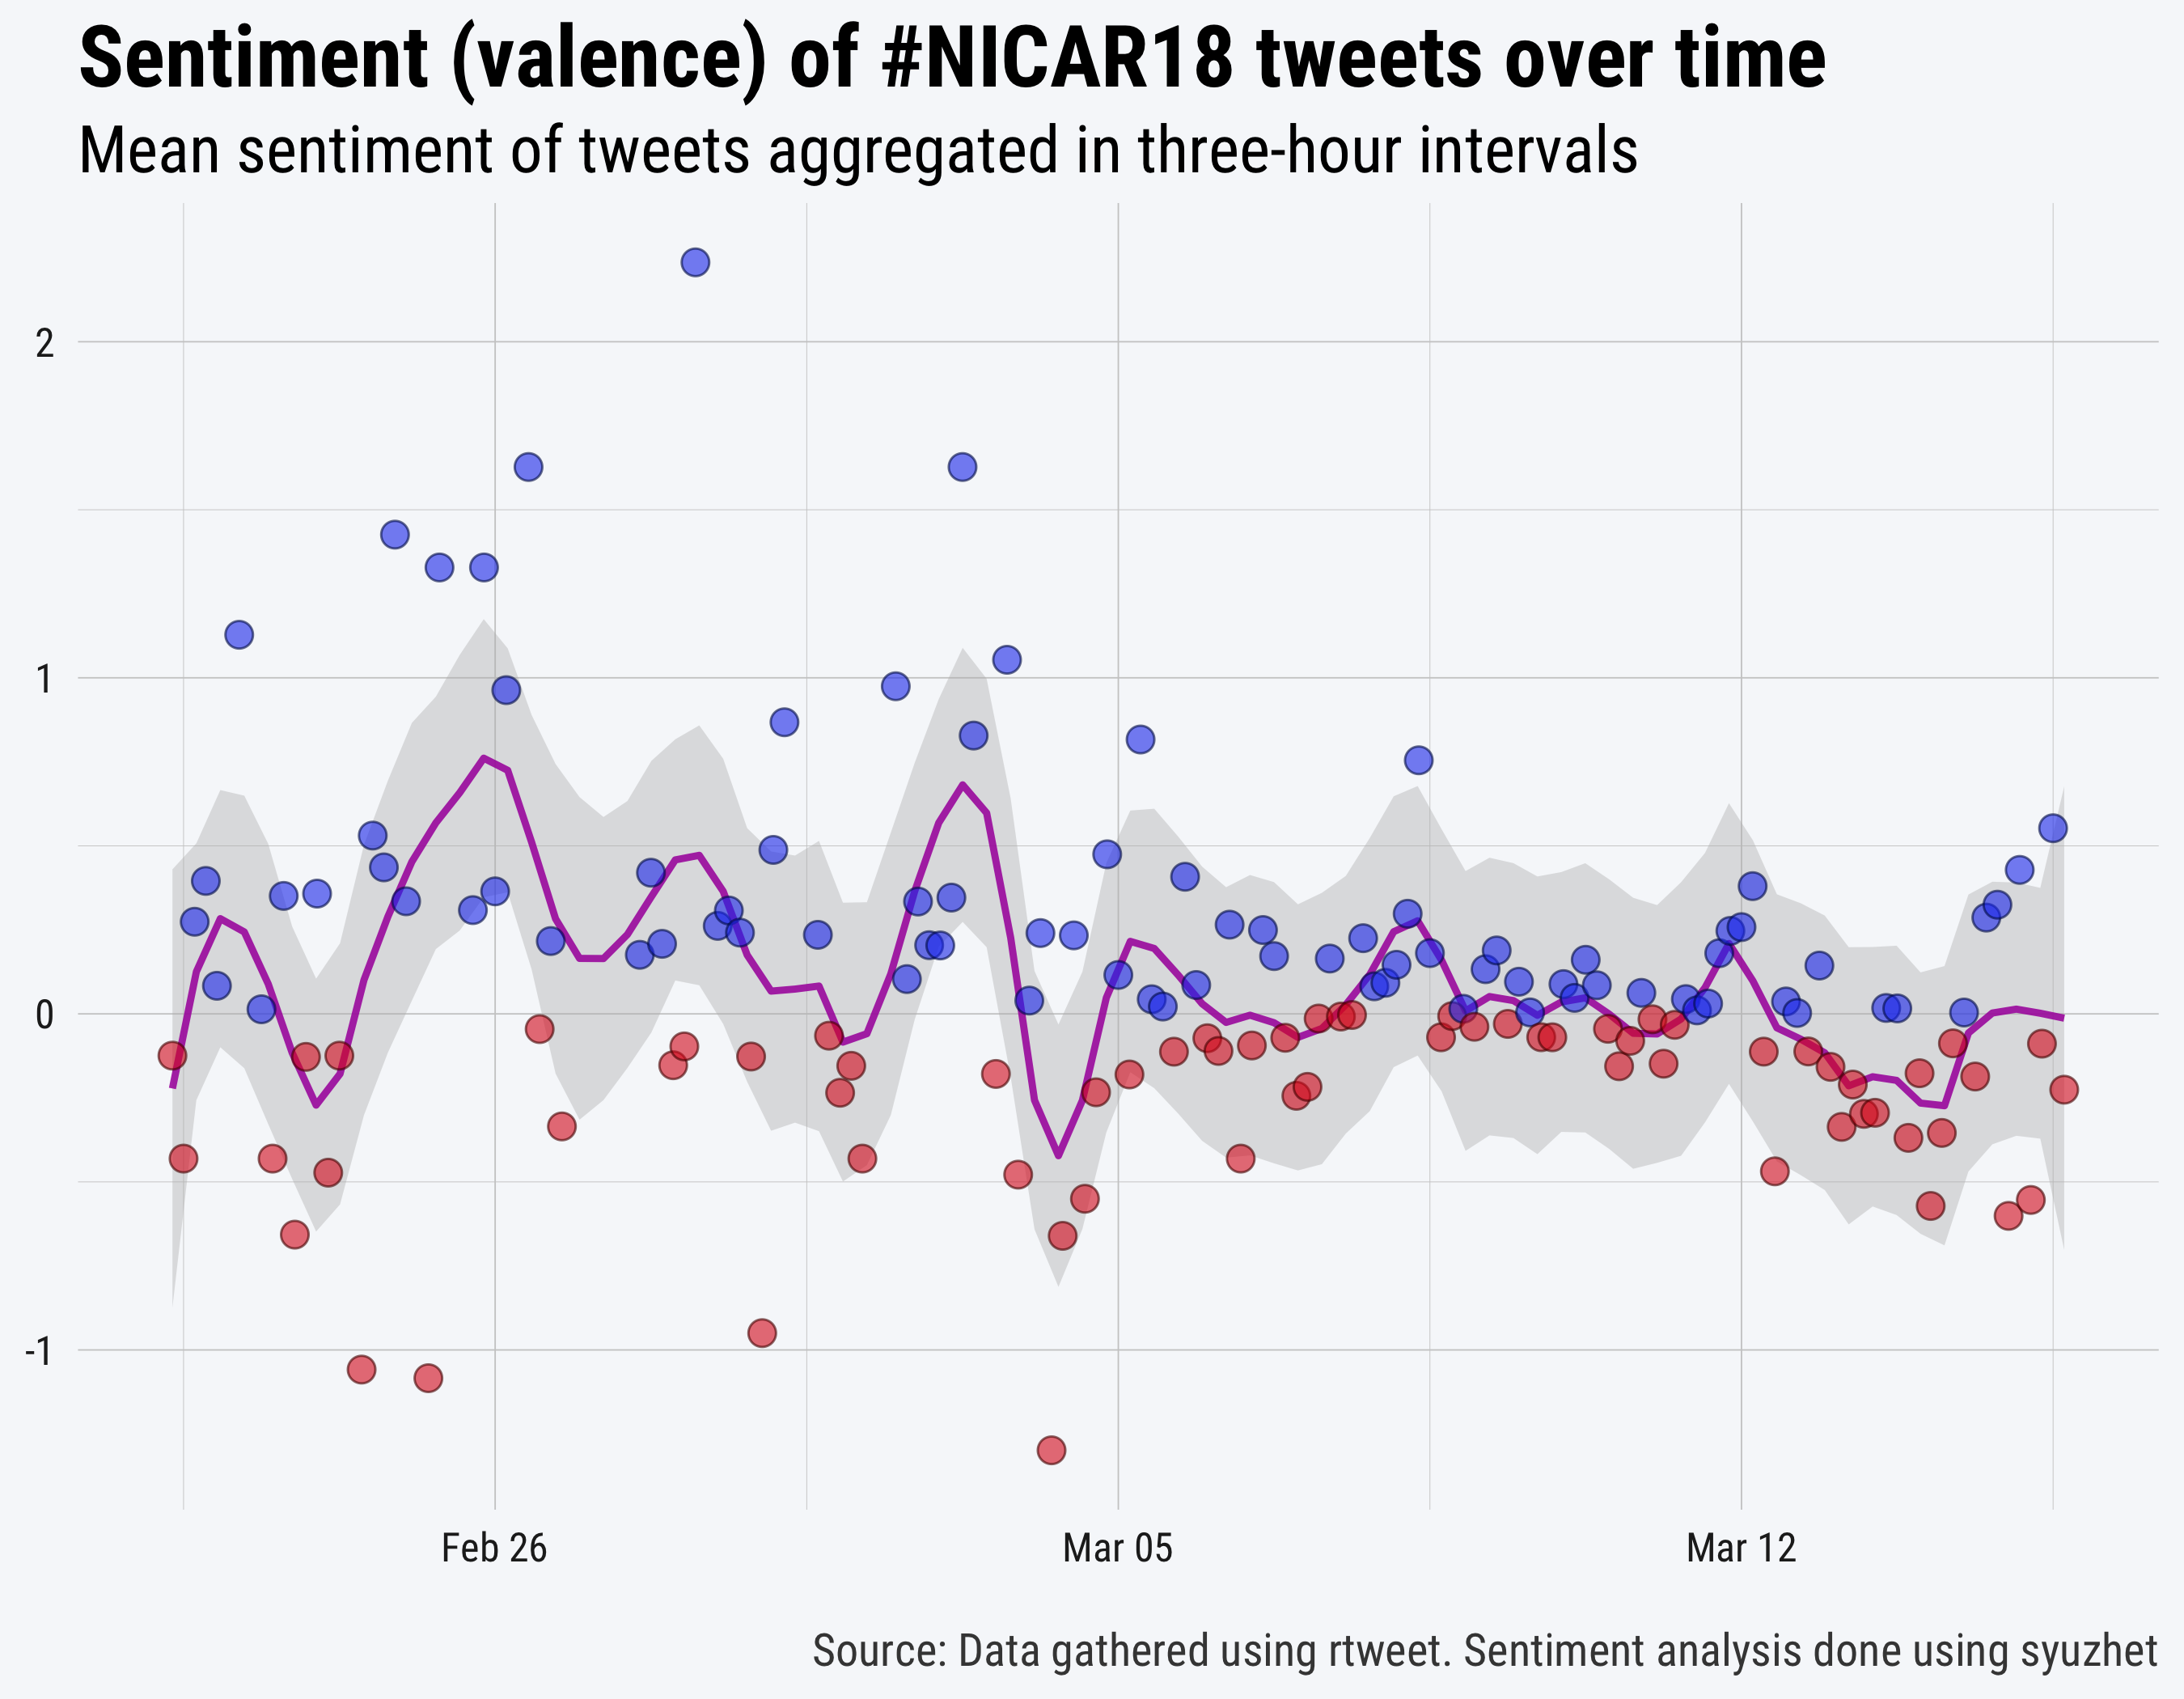 Sentiment (valence) of #NICAR18 tweets over time
Mean sentiment of tweets aggregated in three-hour intervals
2
1
0
-1
Feb 26
Mar 05
Mar 12
Source: Data gathered using rtweet. Sentiment analysis done using syuzhet